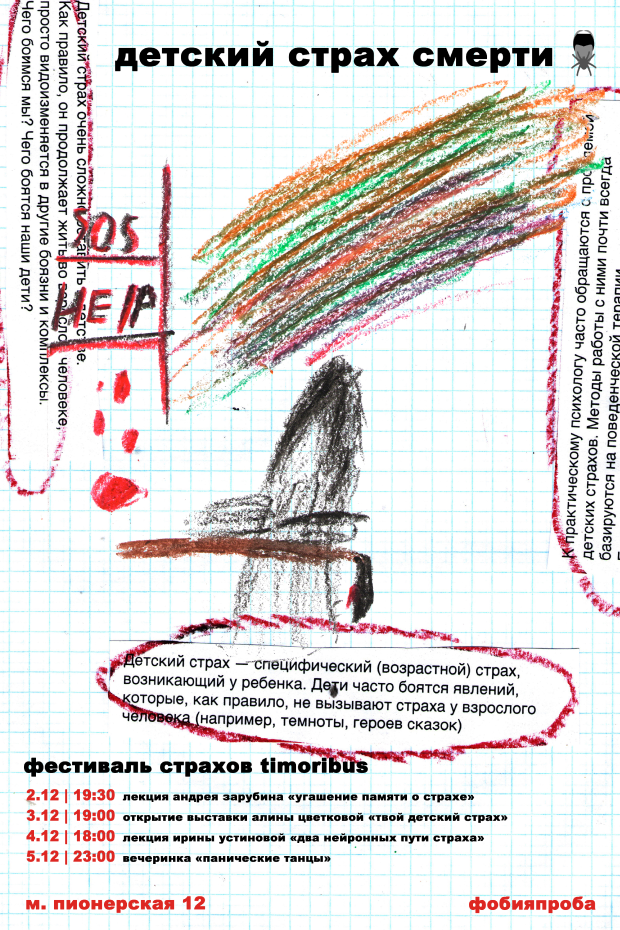 детский страх смерти
Детский страх очень сложно
Как правило, он продолжает жить во человеке,
просто видоизменяется в другие боязни и комплексы.
Чего боимся мы? Чего боятся наши дети?
SOS
HELP
К практическому психологу часто обращаются с проблемой
детских страхов. Методы работы с ними почти всегда
базируются на поведенческой терапии
Детский страх — специфический (возрастной) страх,
возникающий у ребенка. Дети часто боятся явлений,
которые, как правило, не вызывают страха у взрослого
человека (например, темноты, героев сказок)
фестиваль страхов timoribus
2.12 | 19:30 лекция андрея зарубина «угашение памяти о страхе»
3.12 | 19:00 открытие выставки алины цветковой «твой детский страх»
4.12 | 18:00 лекция ирины устиновой «два нейронных пути страха»
5.12 | 23:00 вечеринка «панические танцы»
м. пионерская 12
фобияпроба